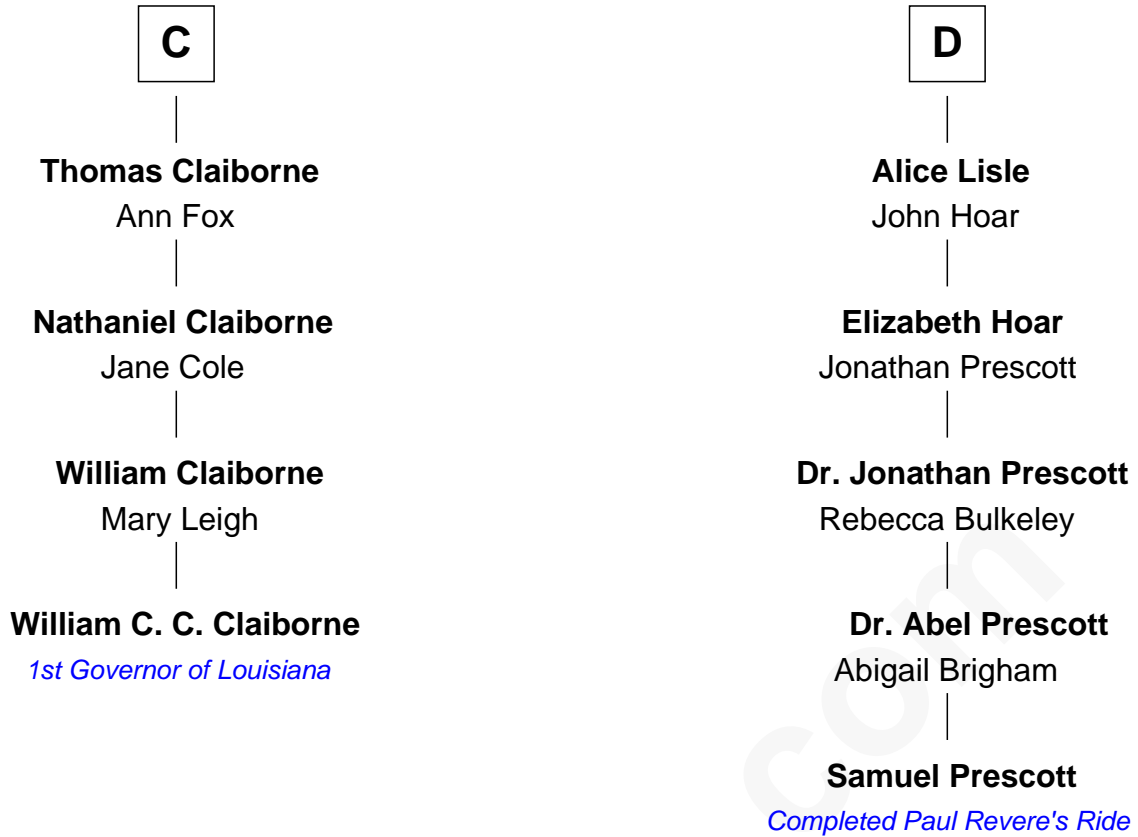 C
Thomas Claiborne
Ann Fox
Nathaniel Claiborne
Jane Cole
William Claiborne
Mary Leigh
William C. C. Claiborne
1st Governor of Louisiana
D
Alice Lisle
John Hoar
Elizabeth Hoar
Jonathan Prescott
Dr. Jonathan Prescott
Rebecca Bulkeley
Dr. Abel Prescott
Abigail Brigham
Samuel Prescott
Completed Paul Revere's Ride
com